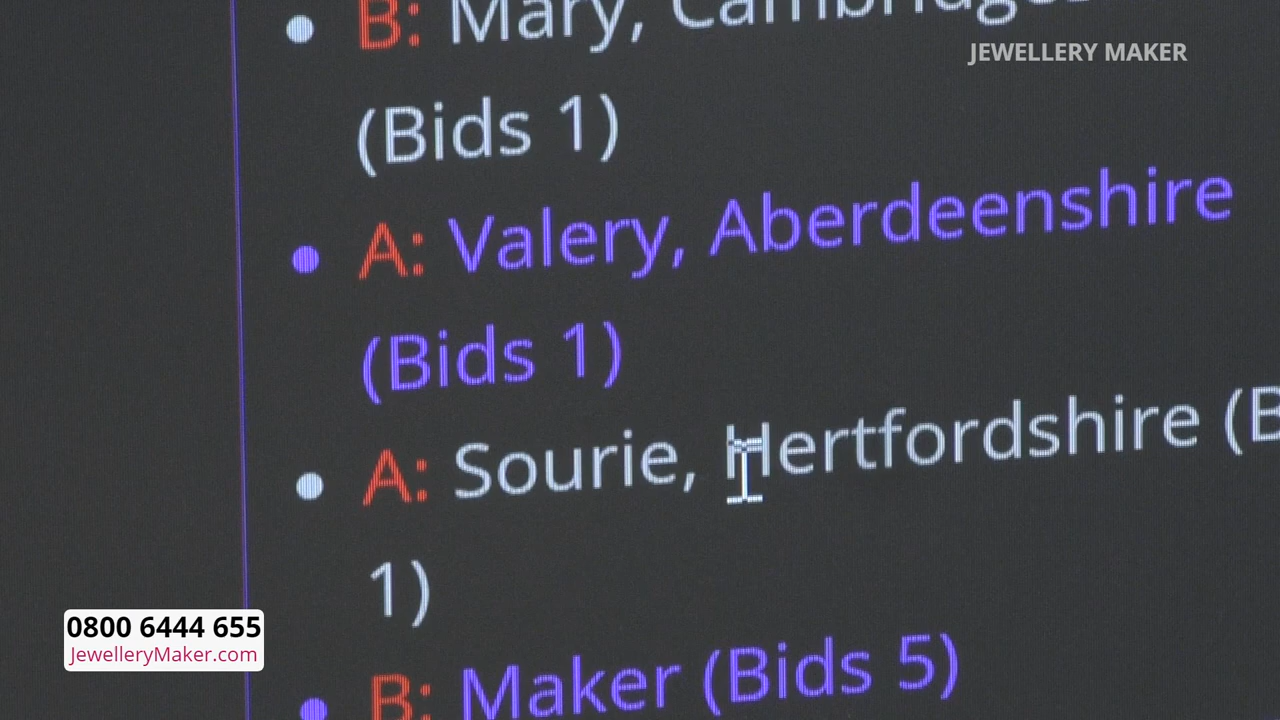 B: Mary,
JEWELLERY MAKER
(Bids 1)
A: Valery, Aberdeenshire
(Bids 1)
A: Sourie, Hertfordshire (B
1)
B: Maker (Bids 5)
0800 6444 655
JewelleryMaker.com